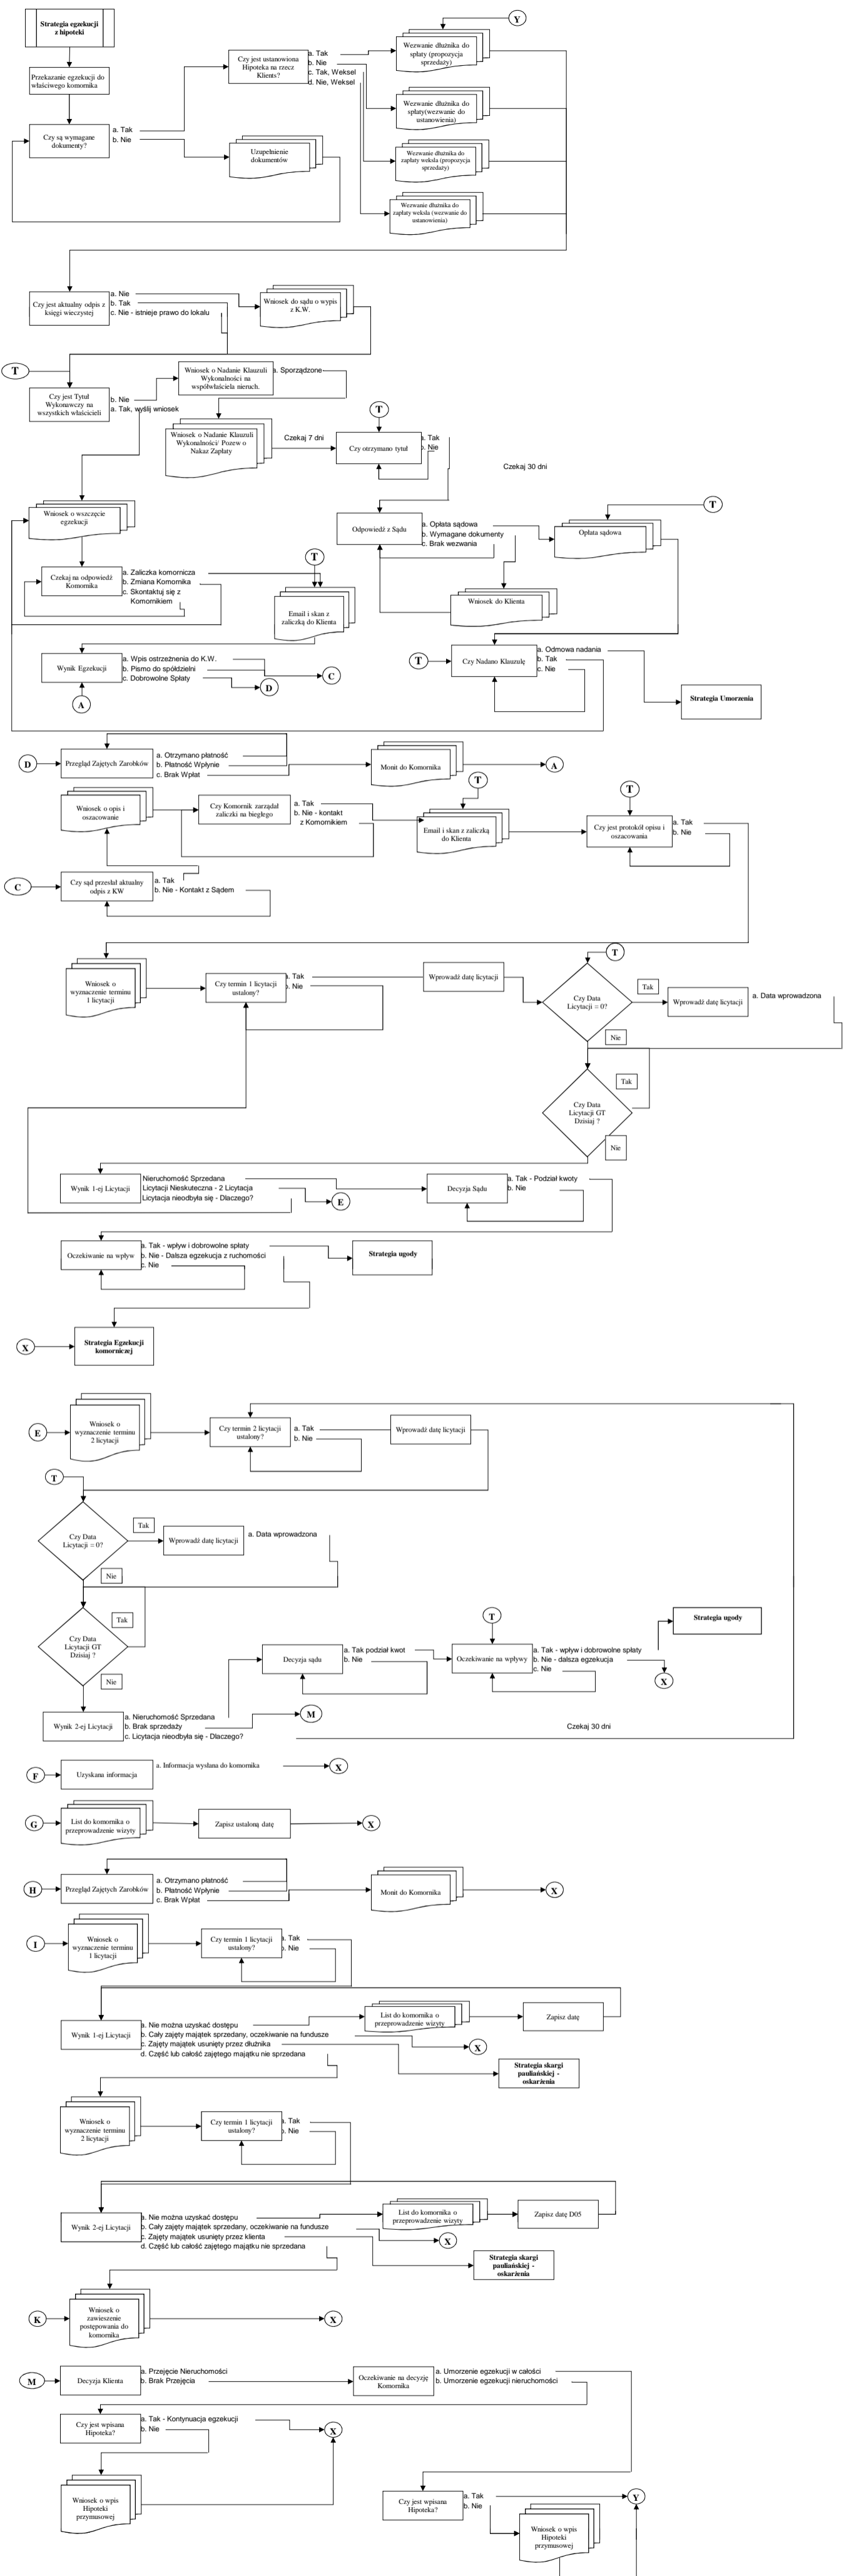 Strategia egzekucji
z hipoteki
Y
Przekazanie egzekucji do
właściwego komornika
Czy jest ustanowiona
Hipoteka na rzecz
Klients?
a. Tak
b. Nie
c. Tak, Weksel
d. Nie, Weksel
Wezwanie dłużnika do
spłaty (propozycja
sprzedaży)
Wezwanie dłużnika do
spłaty(wezwanie do
ustanowienia)
Wezwanie dłużnika do
zapłaty weksla (propozycja
sprzedaży)
Wezwanie dłużnika do
zapłaty weksla (wezwanie do
ustanowienia)
Czy są wymagane
dokumenty?
a. Tak
b. Nie
Uzupełnienie
dokumentów
Czy jest aktualny odpis z
księgi wieczystej
a. Nie
b. Tak
c. Nie - istnieje prawo do lokalu
Wniosek do sądu o wypis
z K.W.
T
Czy jest Tytuł
Wykonawczy na
wszystkich właścicieli
b. Nie
a. Tak, wyślij wniosek
Wniosek o Nadanie Klauzuli
Wykonalności na
współwłaściela nieruch.
a. Sporządzone
Wniosek o Nadanie Klauzuli
Wykonalności/ Pozew o
Nakaz Zapłaty
Czekaj 7 dni
T
Czy otrzymano tytuł
a. Tak
b. Nie
Czekaj 30 dni
Wniosek o wszczęcie
egzekucji
Odpowiedź z Sądu
a. Opłata sądowa
b. Wymagane dokumenty
c. Brak wezwania
T
Opłata sądowa
Czekaj na odpowiedź
Komornika
a. Zaliczka komornicza
b. Zmiana Komornika
c. Skontaktuj się z
Komornikiem
T
Email i skan z
zaliczką do Klienta
Wniosek do Klienta
Wynik Egzekucji
a. Wpis ostrzeżnenia do K.W.
b. Pismo do spółdzielni
c. Dobrowolne Spłaty
C
D
A
T
Czy Nadano Klauzulę
a. Odmowa nadania
b. Tak
c. Nie
Strategia Umorzenia
D
Przegląd Zajętych Zarobków
a. Otrzymano płatność
b. Płatność Wpłynie
c. Brak Wpłat
Monit do Komornika
A
Wniosek o opis i
oszacowanie
Czy Komornik zarządał
zaliczki na biegłego
a. Tak
b. Nie - kontakt
z Komornikiem
T
Email i skan z zaliczką
do Klienta
T
Czy jest protokół opisu i
oszacowania
a. Tak
b. Nie
C
Czy sąd przesłał aktualny
odpis z KW
a. Tak
b. Nie - Kontakt z Sądem
Wniosek o
wyznaczenie terminu
1 licytacji
Czy termin 1 licytacji
ustalony?
a. Tak
b. Nie
Wprowadź datę licytacji
T
Czy Data
Licytacji = 0?
Tak
Nie
Wprowadź datę licytacji
a. Data wprowadzona
Czy Data
Licytacji GT
Dzisiaj ?
Tak
Nie
Wynik 1-ej Licytacji
Nieruchomość Sprzedana
Licytacji Nieskuteczna - 2 Licytacja
Licytacja nieodbyła się - Dlaczego?
E
Decyzja Sądu
a. Tak - Podział kwoty
b. Nie
Oczekiwanie na wpływ
a. Tak - wpływ i dobrowolne spłaty
b. Nie - Dalsza egzekucja z ruchomości
c. Nie
Strategia ugody
X
Strategia Egzekucji
komorniczej
E
Wniosek o
wyznaczenie terminu
2 licytacji
Czy termin 2 licytacji
ustalony?
a. Tak
b. Nie
Wprowadź datę licytacji
T
Czy Data
Licytacji = 0?
Tak
Nie
Wprowadź datę licytacji
a. Data wprowadzona
Czy Data
Licytacji GT
Dzisiaj ?
Tak
Nie
Decyzja sądu
a. Tak podział kwot
b. Nie
T
Oczekiwanie na wpływy
a. Tak - wpływ i dobrowolne spłaty
b. Nie - dalsza egzekucja
c. Nie
Strategia ugody
X
Wynik 2-ej Licytacji
a. Nieruchomość Sprzedana
b. Brak sprzedaży
c. Licytacja nieodbyła się - Dlaczego?
M
Czekaj 30 dni
F
Uzyskana informacja
a. Informacja wysłana do komornika
X
G
List do komornika o
przeprowadzenie wizyty
Zapisz ustaloną datę
X
H
Przegląd Zajętych Zarobków
a. Otrzymano płatność
b. Płatność Wpłynie
c. Brak Wpłat
Monit do Komornika
X
I
Wniosek o
wyznaczenie terminu
1 licytacji
Czy termin 1 licytacji
ustalony?
a. Tak
b. Nie
Wynik 1-ej Licytacji
a. Nie można uzyskać dostępu
b. Cały zajęty majątek sprzedany, oczekiwanie na fundusze
c. Zajęty majątek usunięty przez dłużnika
d. Część lub całość zajętego majątku nie sprzedana
List do komornika o
przeprowadzenie wizyty
Zapisz datę
X
Strategia skargi
pauliańskiej -
oskarżenia
Wniosek o
wyznaczenie terminu
2 licytacji
Czy termin 1 licytacji
ustalony?
a. Tak
b. Nie
Wynik 2-ej Licytacji
a. Nie można uzyskać dostępu
b. Cały zajęty majątek sprzedany, oczekiwanie na fundusze
c. Zajęty majątek usunięty przez klienta
d. Część lub całość zajętego majątku nie sprzedana
List do komornika o
przeprowadzenie wizyty
Zapisz datę D05
X
Strategia skargi
pauliańskiej -
oskarżenia
K
Wniosek o
zawieszenie
postępowania do
komornika
X
M
Decyzja Klienta
a. Przejęcie Nieruchomości
b. Brak Przejęcia
Oczekiwanie na decyzję
Komornika
a. Umorzenie egzekucji w całości
b. Umorzenie egzekucji nieruchomości
Czy jest wpisana
Hipoteka?
a. Tak - Kontynuacja egzekucji
b. Nie
X
Wniosek o wpis
Hipoteki
przymusowej
Czy jest wpisana
Hipoteka?
a. Tak
b. Nie
Y
Wniosek o wpis
Hipoteki
przymusowej